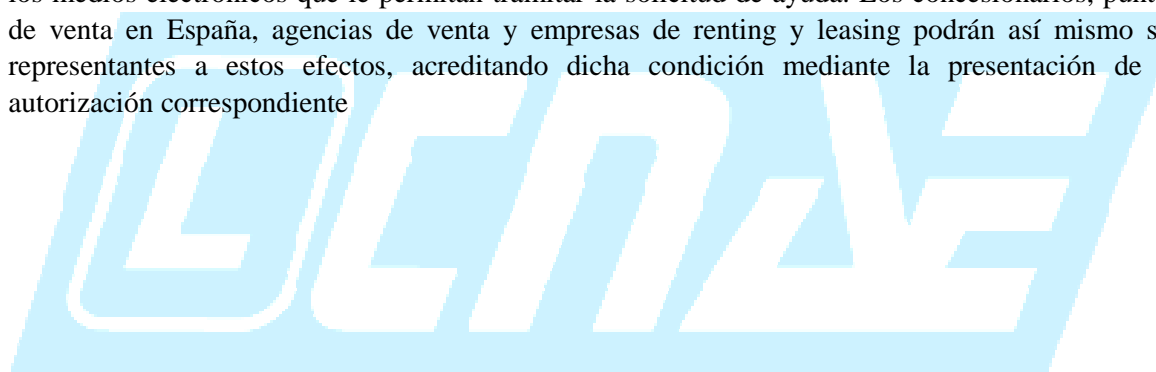 los medios electrónicos que le permitan tramitar la solicitud de ayuda. Los concesionarios,
de venta en España, agencias de venta y empresas de renting y leasing podrán así mismo
representantes a estos efectos, acreditando dicha condición mediante la presentación de
autorización correspondiente
CNAE